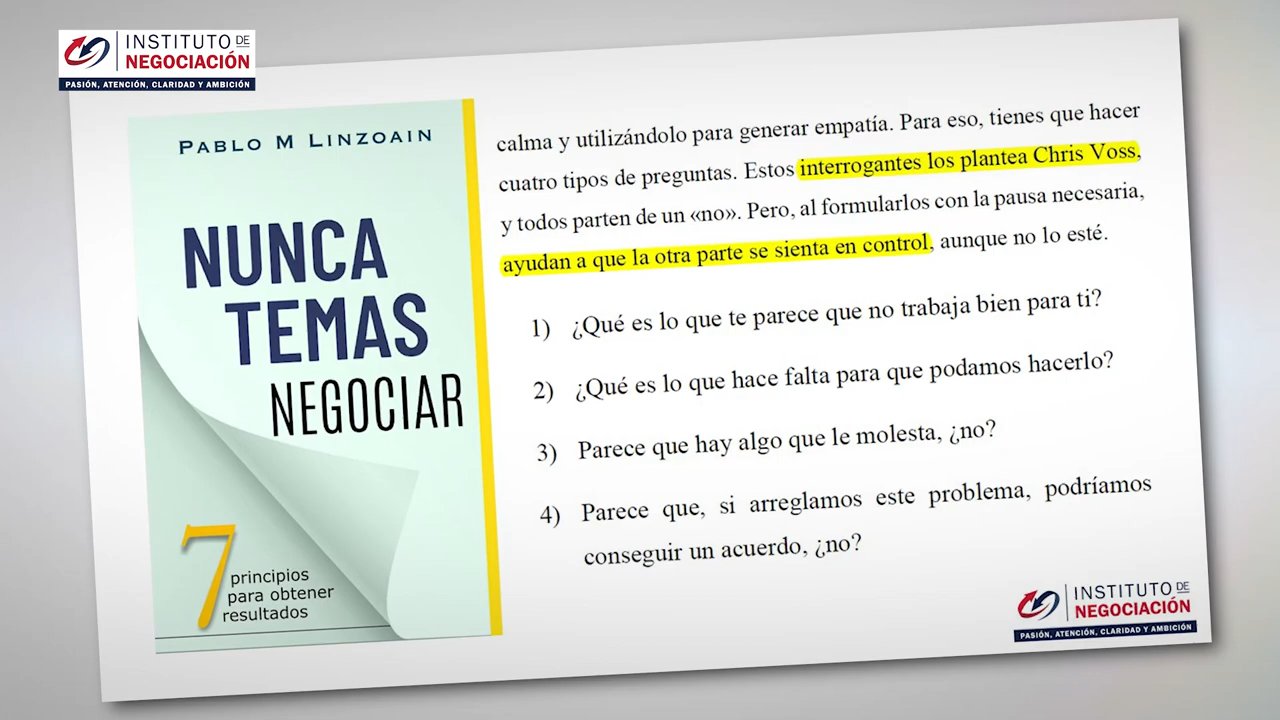 INSTITUTO DE
NEGOCIACIÓN
PASIÓN, ATENCIÓN, CLARIDAD Y AMBICIÓN
PABLO M LINZOAIN
NUNCA
TEMAS
NEGOCIAR
7
principios
para obtener
resultados
calma y utilizándolo para generar empatía. Para eso, tienes que hacer
cuatro tipos de preguntas. Estos interrogantes los plantea Chris Voss,
y todos parten de un «no». Pero, al formularlos con la pausa necesaria,
ayudan a que la otra parte se sienta en control, aunque no lo esté.
1) ¿Qué es lo que te parece que no trabaja bien para ti?
2) ¿Qué es lo que hace falta para que podamos hacerlo?
3) Parece que hay algo que le molesta, ¿no?
4) Parece que, si arreglamos este problema, podríamos
conseguir un acuerdo, ¿no?
INSTITUTO DE
NEGOCIACIÓN
PASIÓN, ATENCIÓN, CLARIDAD Y AMBICIÓN